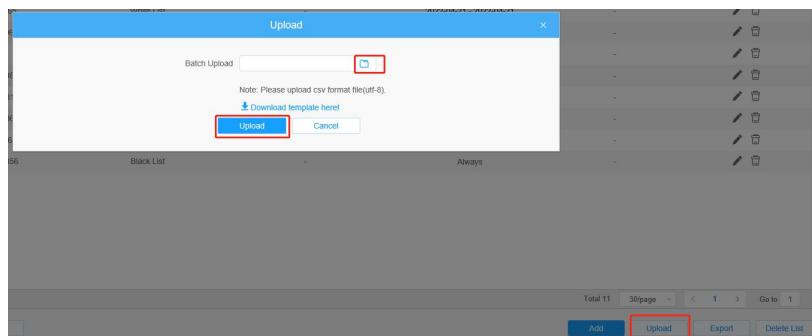 Upload
Batch Upload
Note: Please upload csv format file(utf-8).
Download template here!
Upload Cancel
56 Black List - Always -
Total 11 30/page < 1 > Go to 1
Add Upload Export Delete List